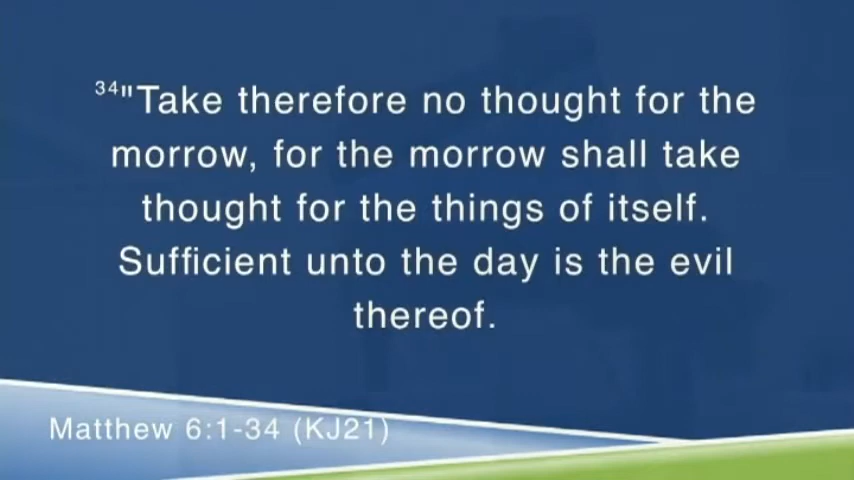 34"Take therefore no thought for the
morrow, for the morrow shall take
thought for the things of itself.
Sufficient unto the day is the evil
thereof.
Matthew 6:1-34 (KJ21)